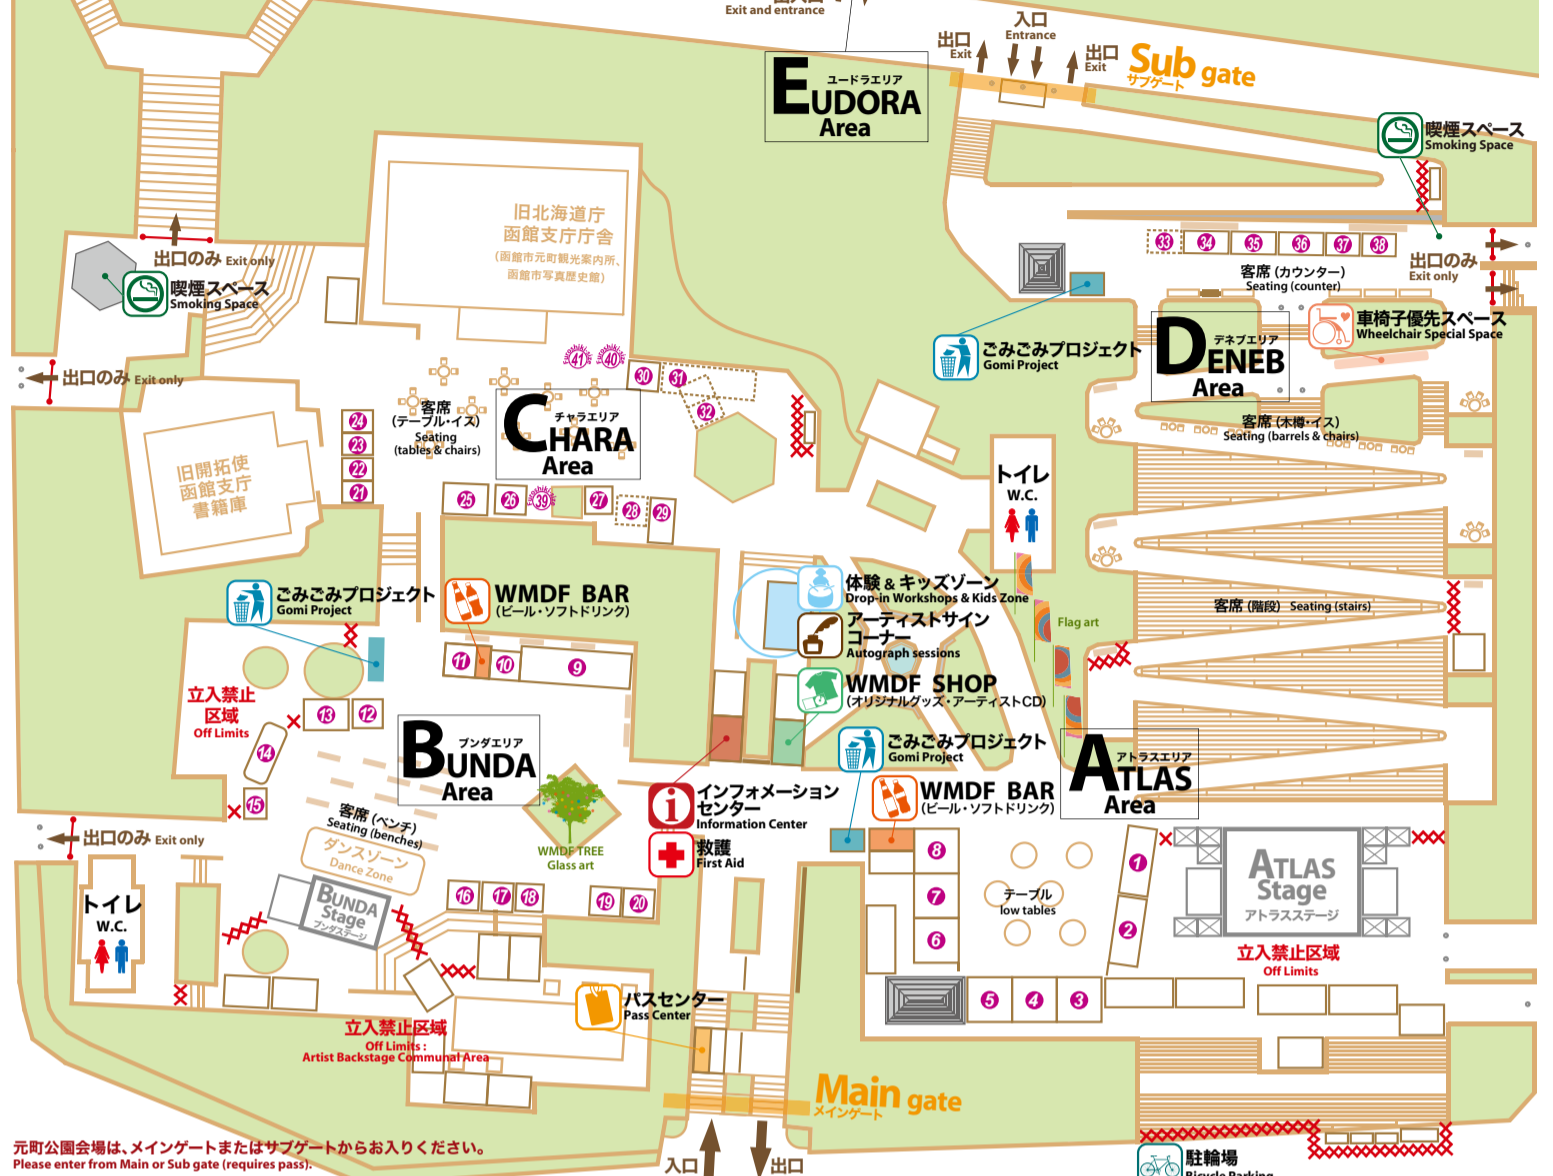 Exit and entrance
入口
Entrance
出口
Exit
出口
Exit
Sub gate
サブゲート
ユードラエリア
EUDORA
Area
喫煙スペース
Smoking Space
旧北海道庁
函館支庁庁舎
(函館市元町観光案内所、
函館市写真歴史館)
33 34 35 36 37 38
出口のみ Exit only
喫煙スペース
Smoking Space
客席 (カウンター)
Seating (counter)
出口のみ
Exit only
車椅子優先スペース
Wheelchair Special Space
ごみごみプロジェクト
Gomi Project
デネブエリア
DENEB
Area
出口のみ Exit only
41 40
30 31
32
客席
(テーブル・イス)
Seating
(tables & chairs)
チャラエリア
CHARA
Area
24
23
22
21
客席 (木樽・イス)
Seating (barrels & chairs)
旧開拓使
函館支庁
書籍庫
25 26 39 27 28 29
トイレ
W.C.
ごみごみプロジェクト
Gomi Project
WMDF BAR
(ビール・ソフトドリンク)
体験 & キッズゾーン
Drop-in Workshops & Kids Zone
アーティストサイン
コーナー
Autograph sessions
Flag art
客席 (階段) Seating (stairs)
11 10 9
WMDF SHOP
(オリジナルグッズ・アーティストCD)
立入禁止
区域
Off Limits
13 12
14
15
ブンダエリア
BUNDA
Area
ごみごみプロジェクト
Gomi Project
アトラスエリア
ATLAS
Area
インフォメーション
センター
Information Center
WMDF BAR
(ビール・ソフトドリンク)
客席 (ベンチ)
Seating (benches)
出口のみ Exit only
ダンスゾーン
Dance Zone
WMDF TREE
Glass art
救護
First Aid
8
7
6
1
2
テーブル
low tables
ATLAS
Stage
アトラスステージ
トイレ
W.C.
BUNDA
Stage
ブンダステージ
16 17 18 19 20
立入禁止区域
Off Limits
5 4 3
パスセンター
Pass Center
立入禁止区域
Off Limits :
Artist Backstage Communal Area
Main gate
メインゲート
元町公園会場は、メインゲートまたはサブゲートからお入りください。
Please enter from Main or Sub gate (requires pass).
入口
出口
駐輪場
Bicycle Parking